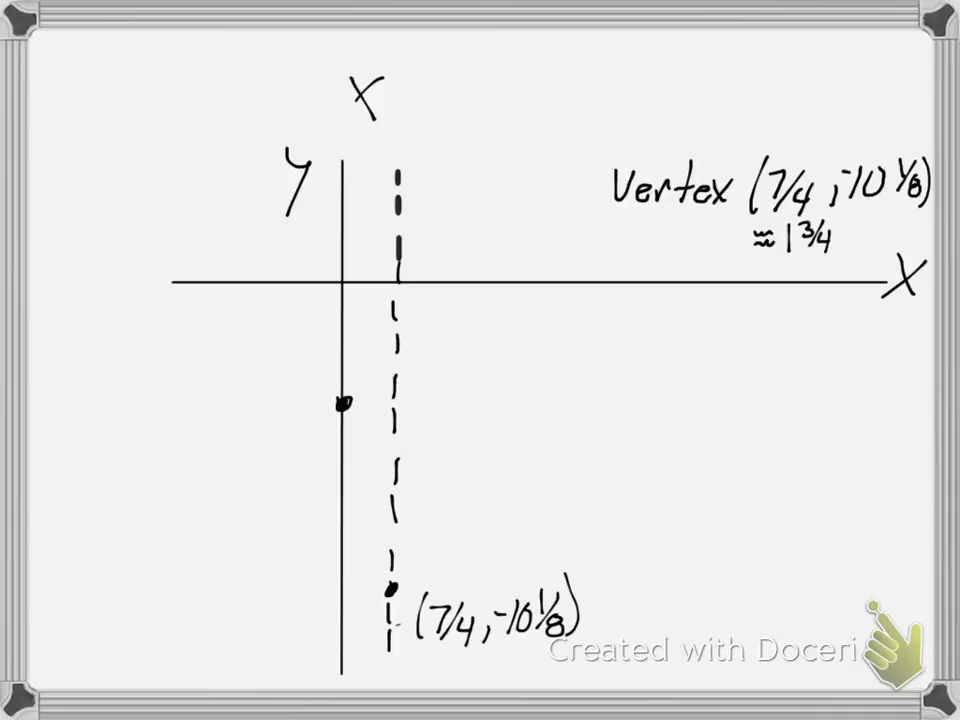 X
y
Vertex (7/4, -10 1/8)
≈ 1 3/4
X
(7/4, -10 1/8)
Created with Doceri